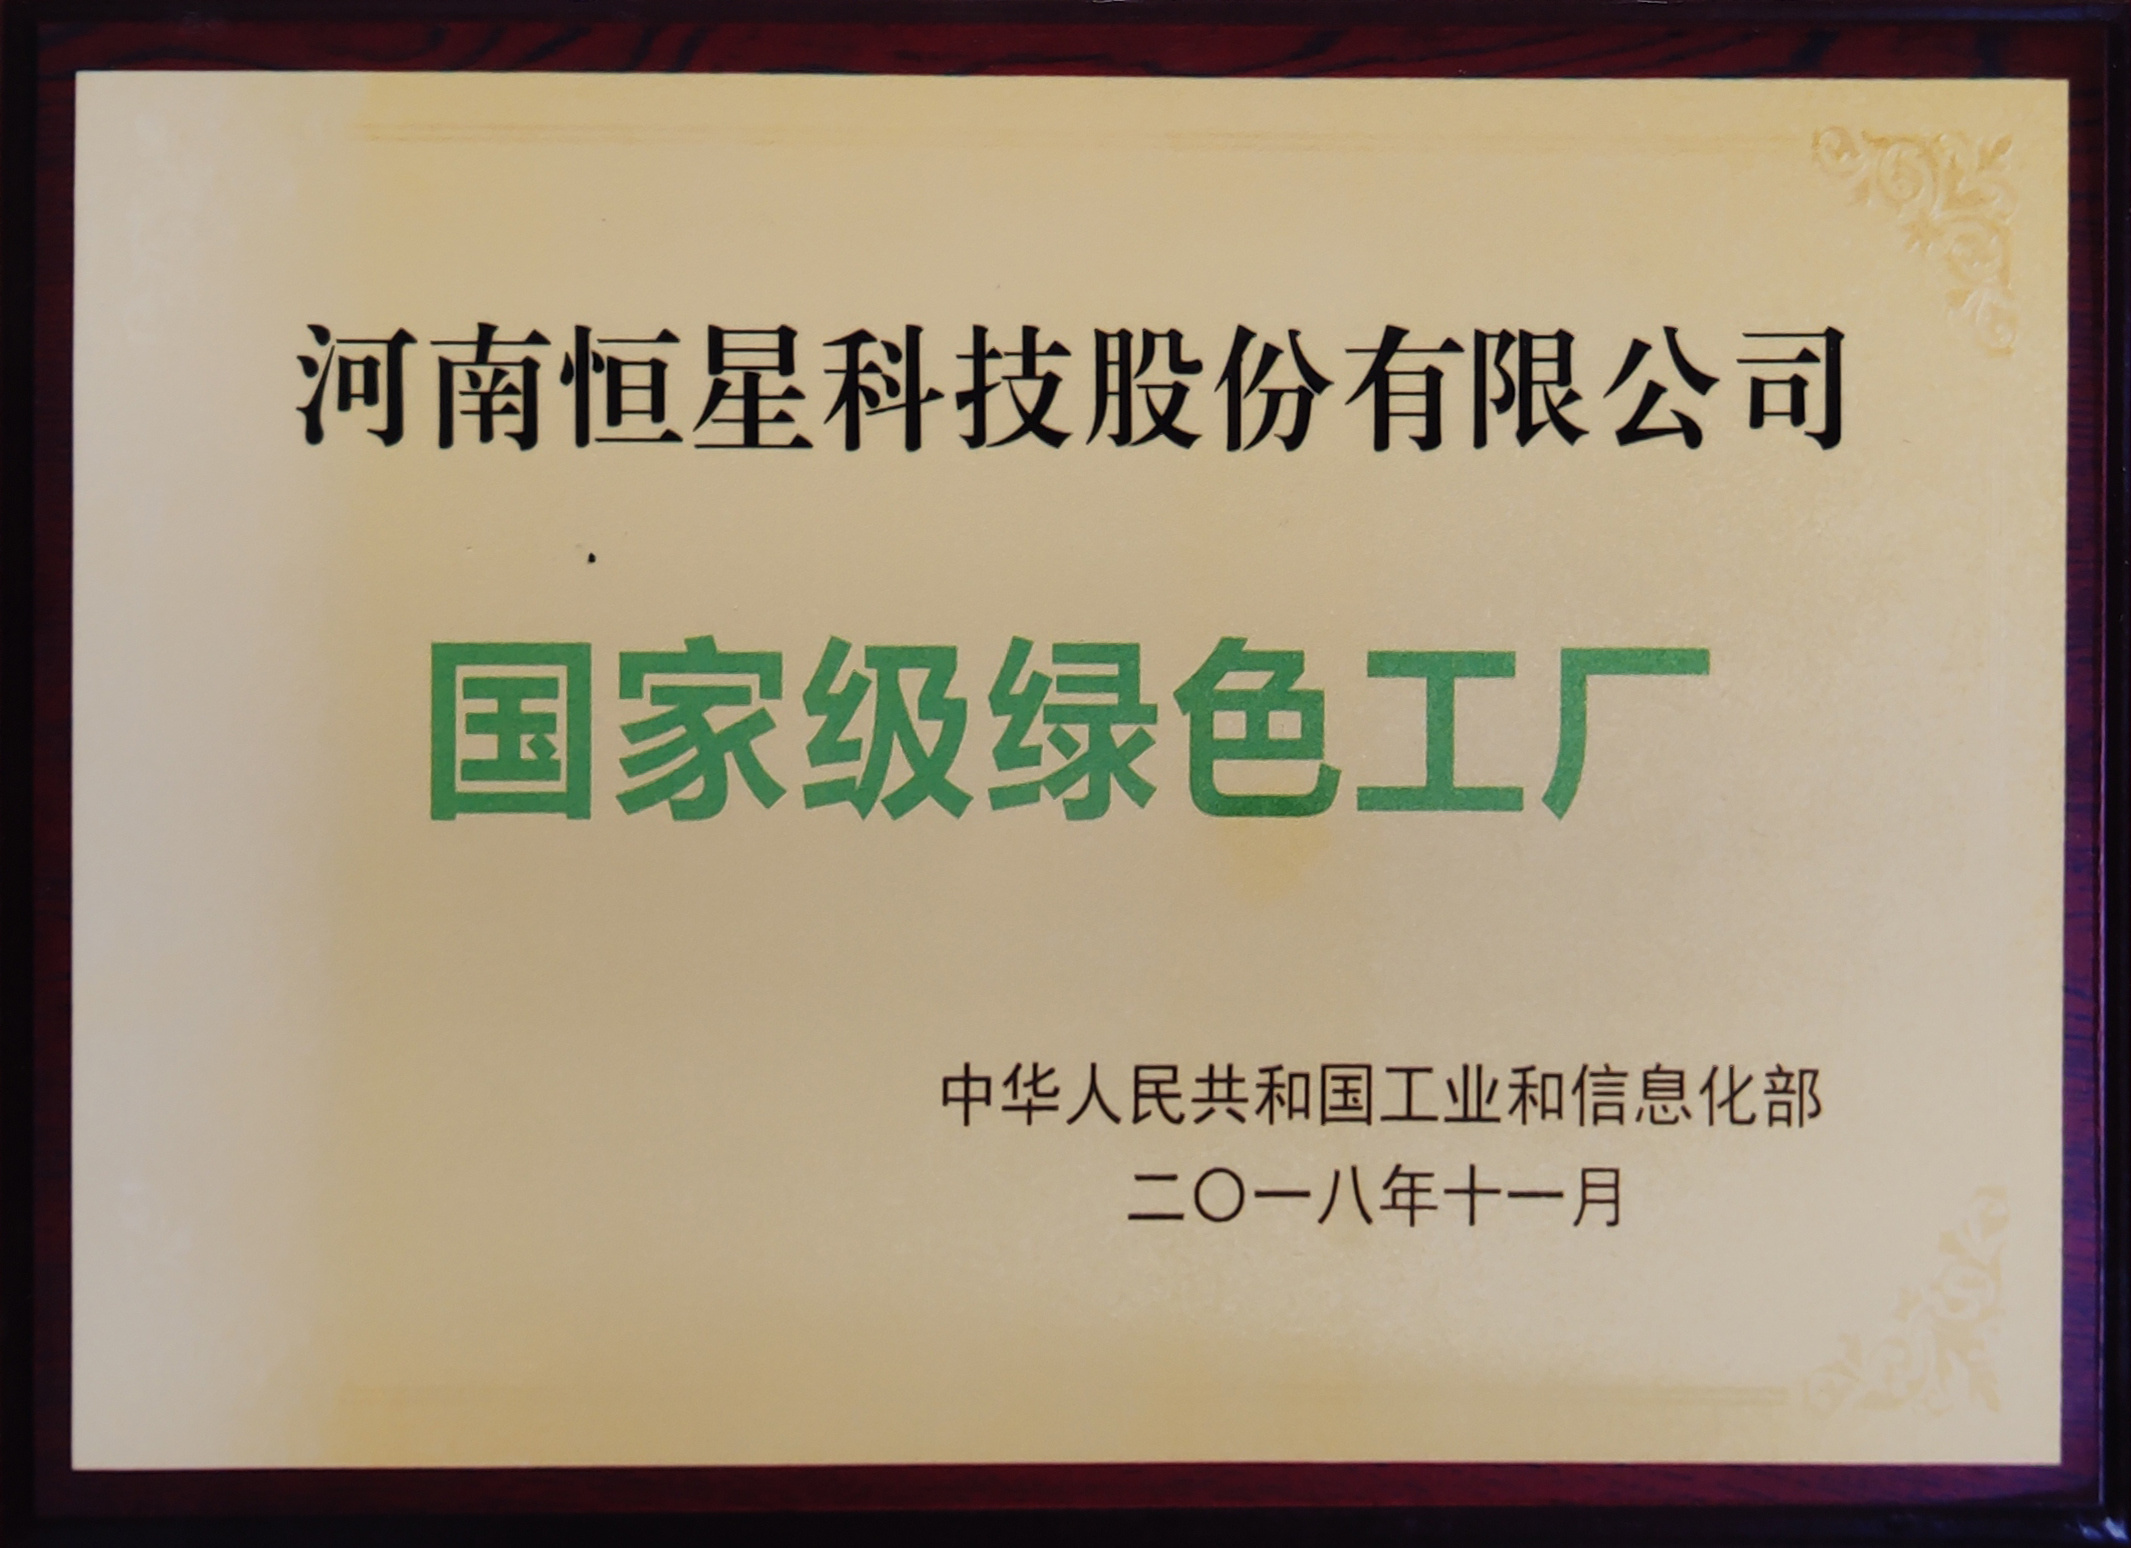 河南恒星科技股份有限公司
国家级绿色工厂
中华人民共和国工业和信息化部
二〇一八年十一月